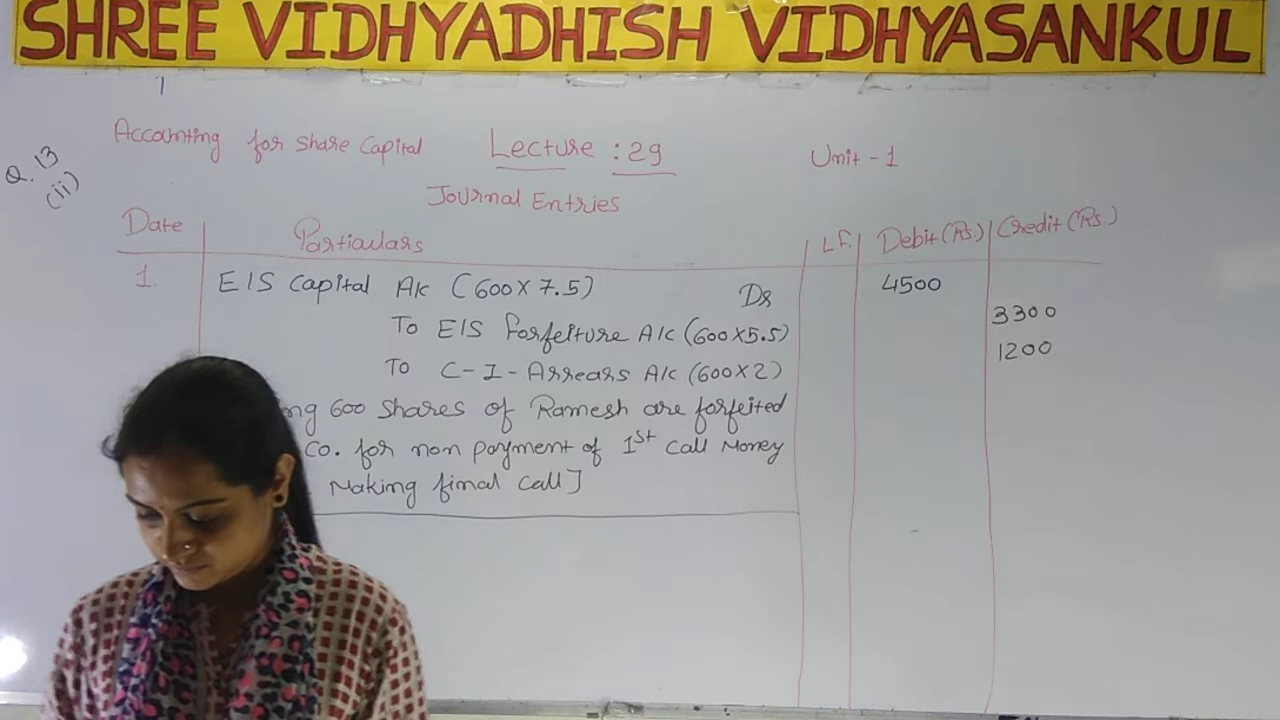 SHREE VIDHYADHISH VIDHYASANKUL
Accounting for Share Capital Lecture : 29 Unit - 1
Q. 13
(ii)
Journal Entries
Date Particulars L.F. Debit (Rs.) Credit (Rs.)
1. E/S Capital A/c (600 X 7.5) Dr 4500
To E/S Forfeiture A/c (600 X 5.5) 3300
To C-I-Arrears A/c (600 X 2) 1200
ng 600 Shares of Ramesh are forfeited
Co. for non payment of 1st Call Money
Making final Call]